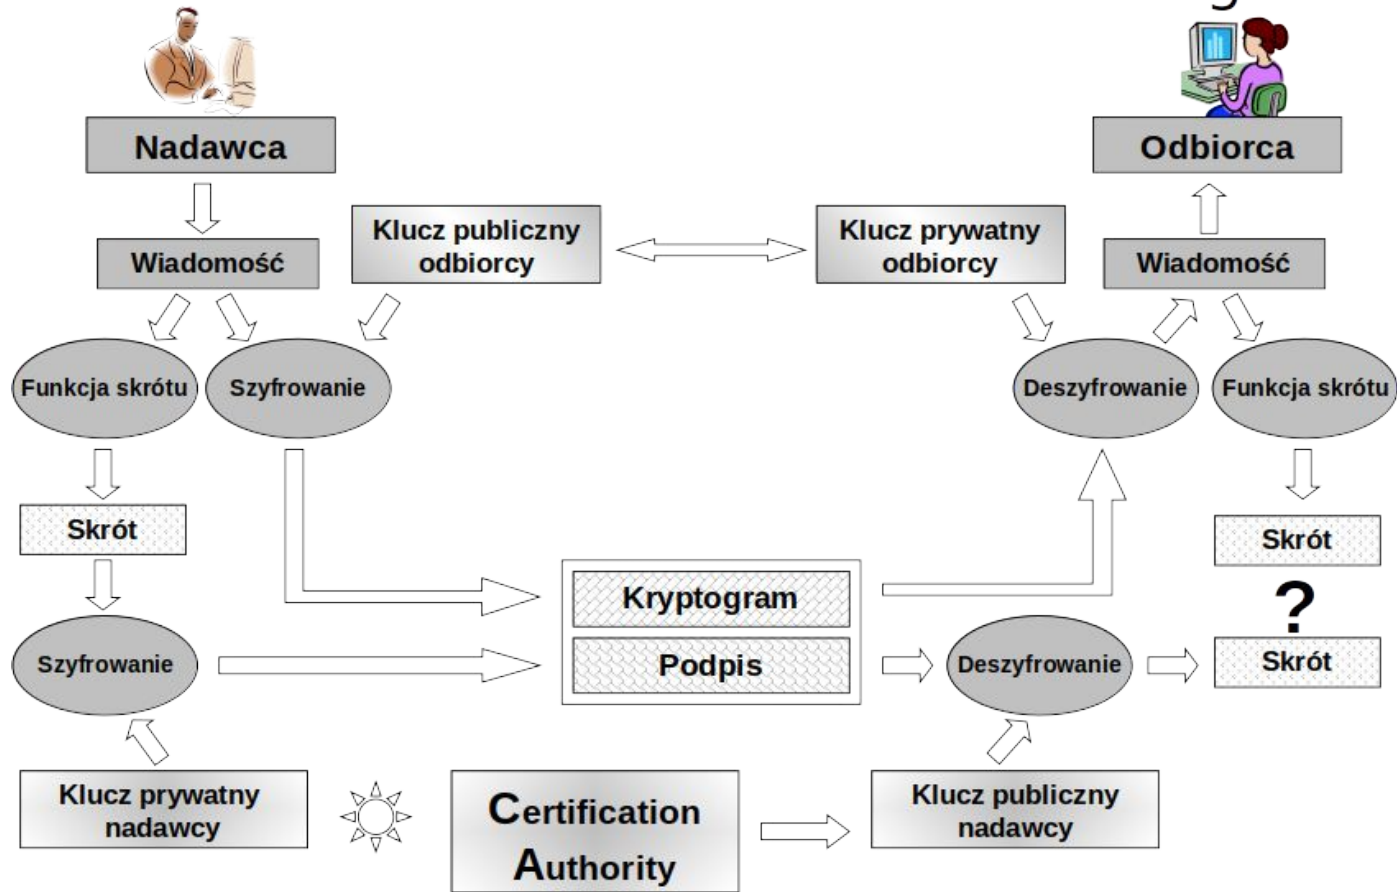 Nadawca
Odbiorca
Klucz publiczny
odbiorcy
Klucz prywatny
odbiorcy
Wiadomość
Wiadomość
Funkcja skrótu
Szyfrowanie
Deszyfrowanie
Funkcja skrótu
Skrót
Skrót
Kryptogram
?
Szyfrowanie
Podpis
Deszyfrowanie
Skrót
Klucz prywatny
nadawcy
Certification
Authority
Klucz publiczny
nadawcy